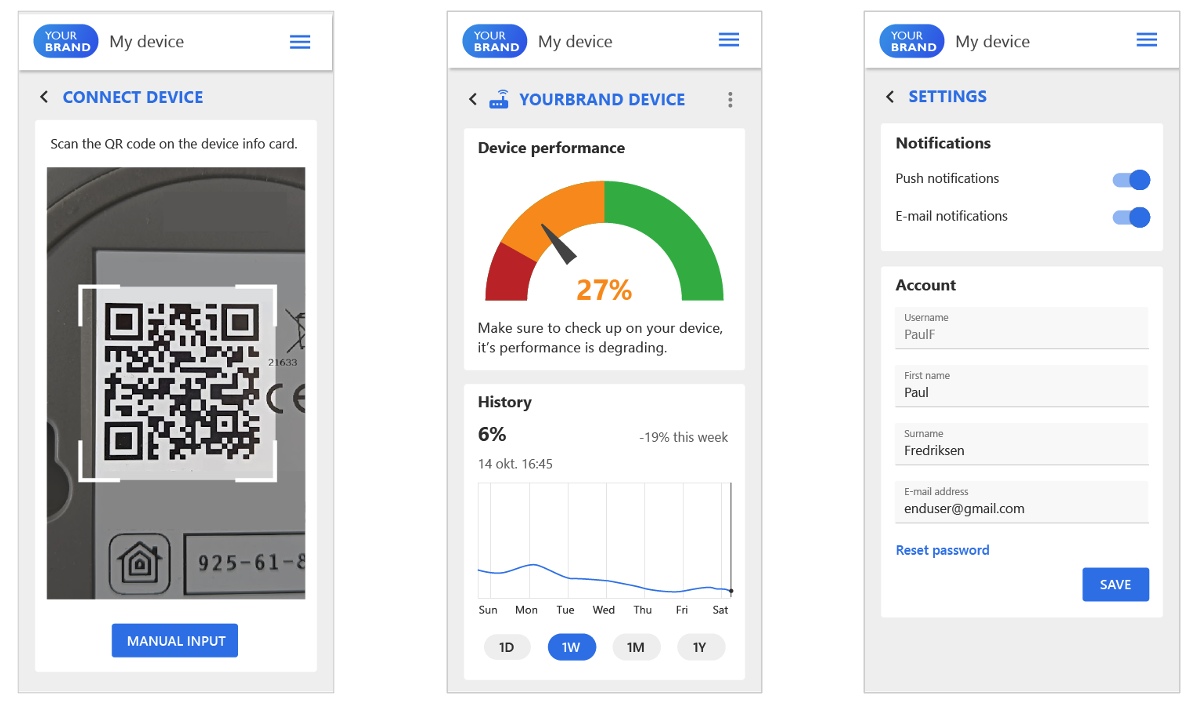 YOUR
BRAND
My device
CONNECT DEVICE
Scan the QR code on the device info card.
21633
CE
925-61-8
MANUAL INPUT
YOUR
BRAND
My device
YOURBRAND DEVICE
Device performance
27%
Make sure to check up on your device,
it's performance is degrading.
History
6%
-19% this week
14 okt. 16:45
Sun Mon Tue Wed Thu Fri Sat
1D 1W 1M 1Y
YOUR
BRAND
My device
SETTINGS
Notifications
Push notifications
E-mail notifications
Account
Username
PaulF
First name
Paul
Surname
Fredriksen
E-mail address
enduser@gmail.com
Reset password
SAVE